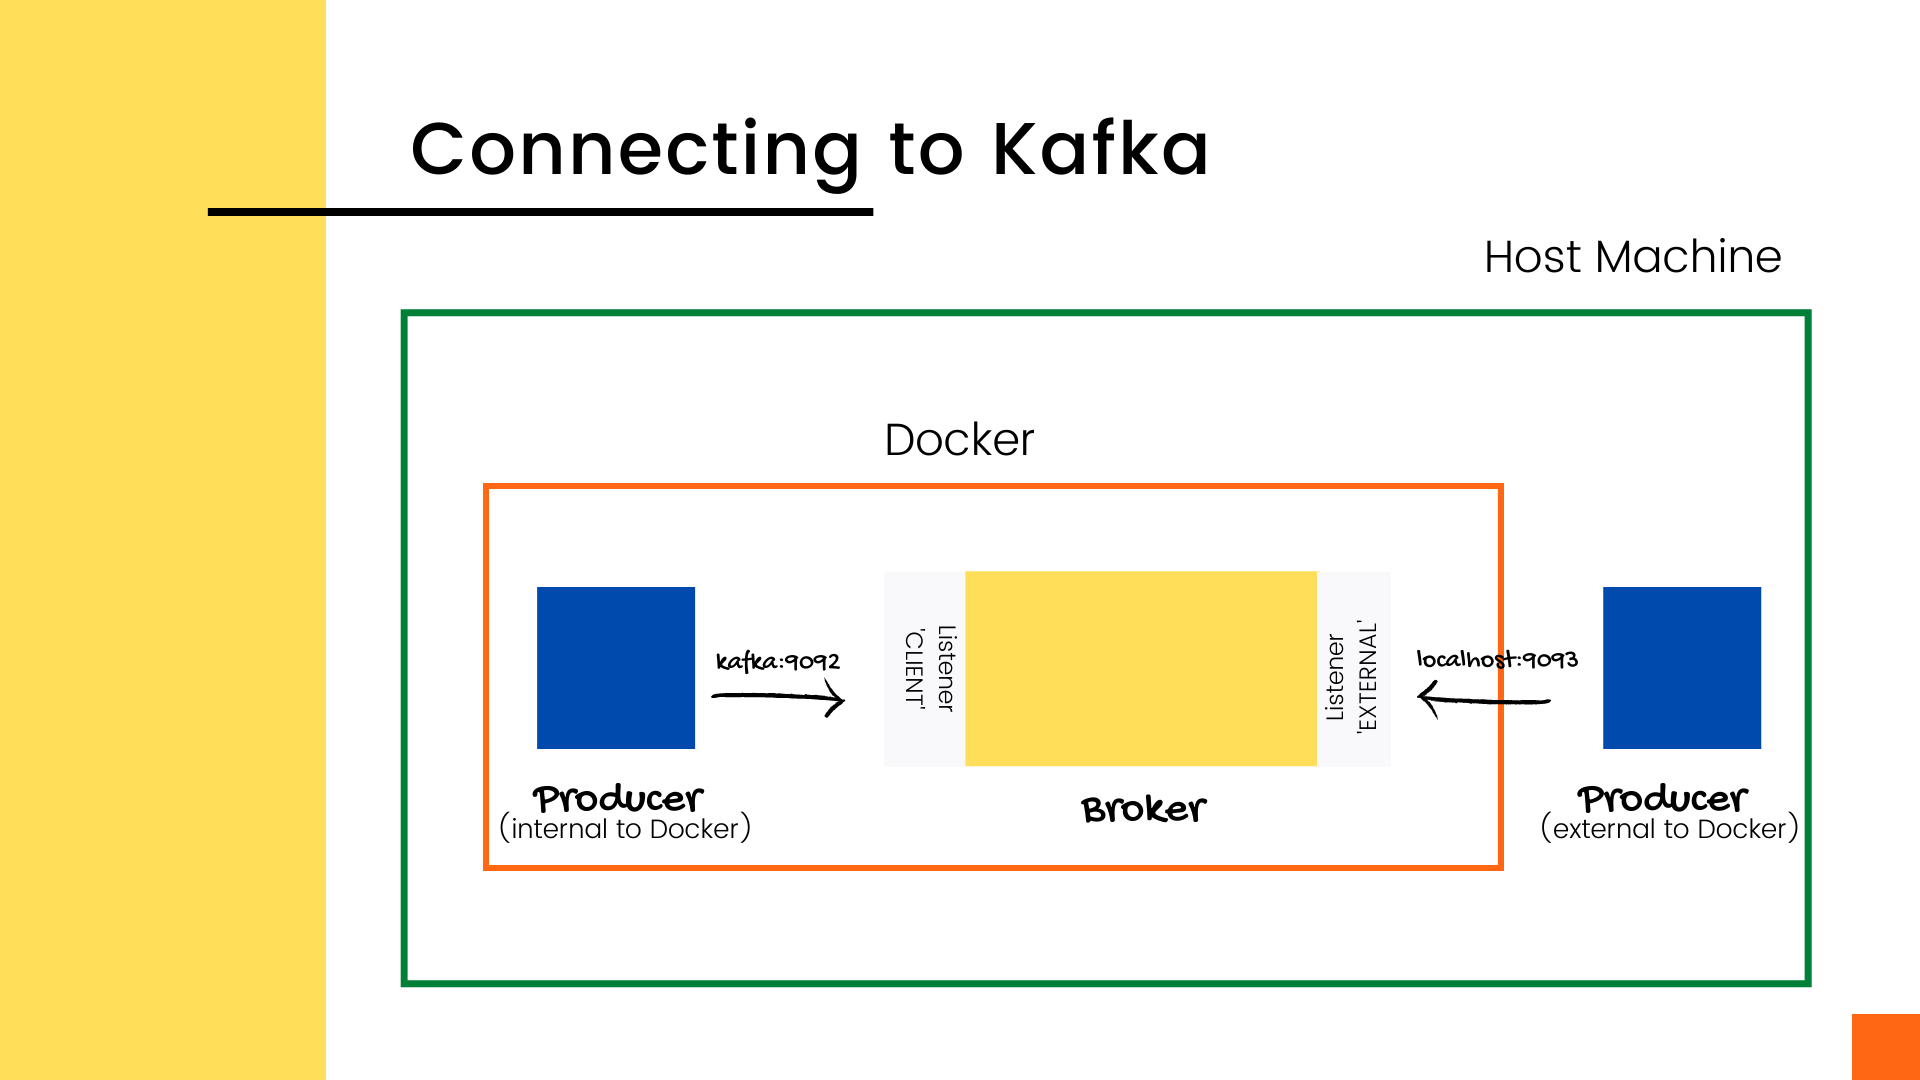 Connecting to Kafka
Host Machine
Docker
kafka:9092
Listener
'CLIENT'
Listener
'EXTERNAL'
localhost:9093
Producer
(internal to Docker)
Broker
Producer
(external to Docker)